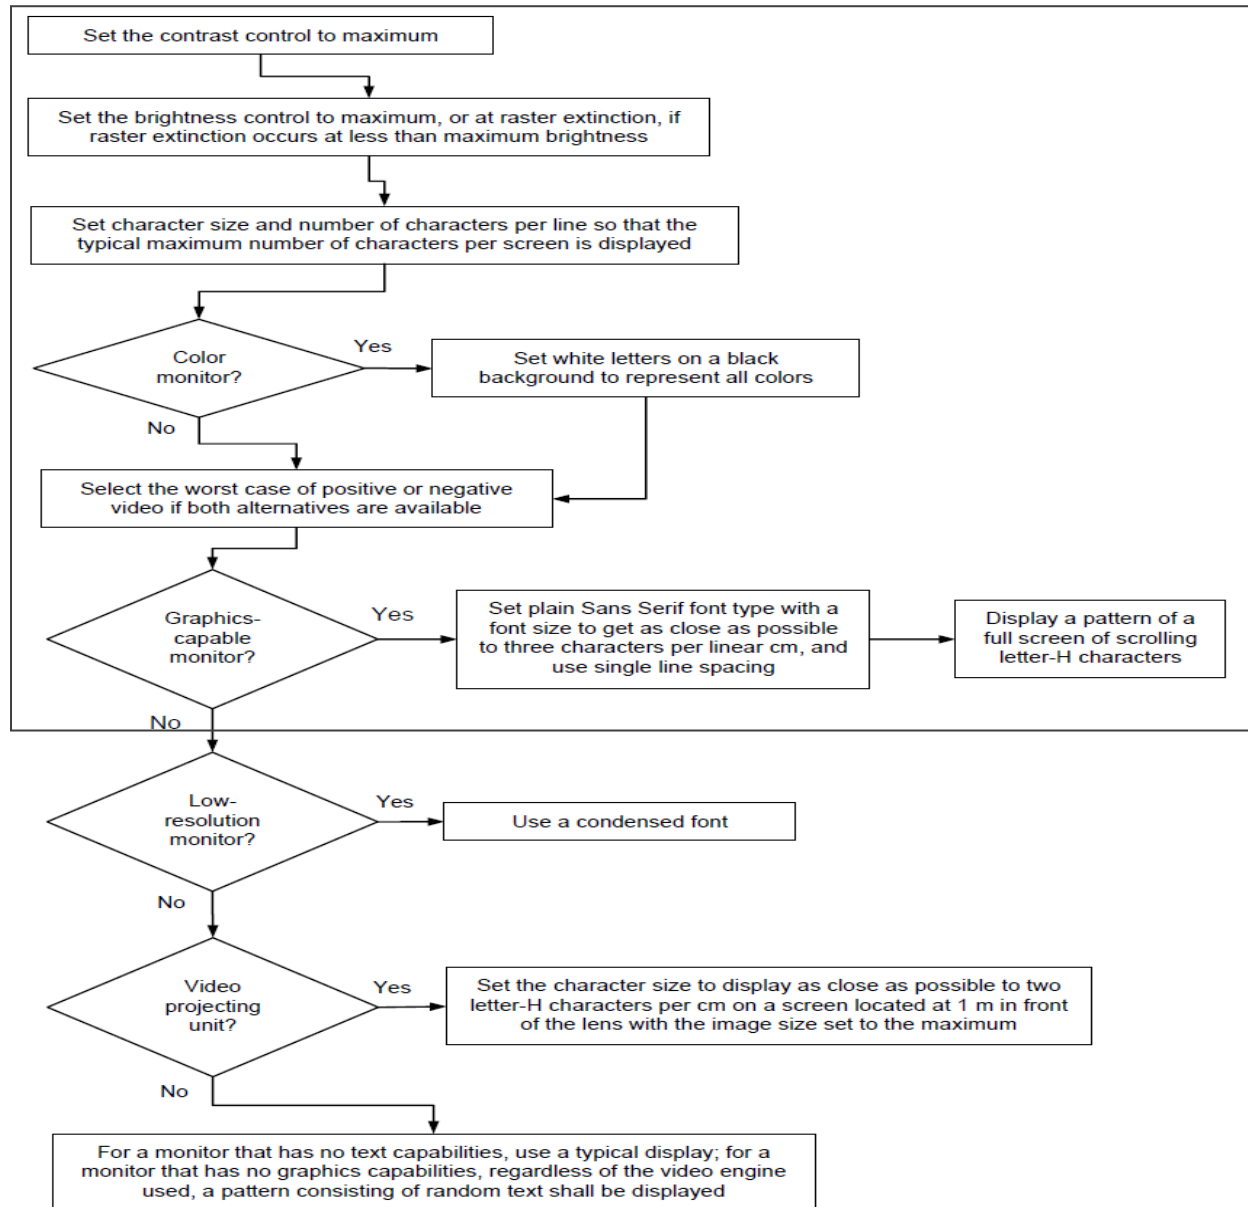 Set the contrast control to maximum
Set the brightness control to maximum, or at raster extinction, if
raster extinction occurs at less than maximum brightness
Set character size and number of characters per line so that the
typical maximum number of characters per screen is displayed
Color
monitor?
Yes
Set white letters on a black
background to represent all colors
No
Select the worst case of positive or negative
video if both alternatives are available
Graphics-
capable
monitor?
Yes
Set plain Sans Serif font type with a
font size to get as close as possible
to three characters per linear cm, and
use single line spacing
Display a pattern of a
full screen of scrolling
letter-H characters
No
Low-
resolution
monitor?
Yes
Use a condensed font
No
Video
projecting
unit?
Yes
Set the character size to display as close as possible to two
letter-H characters per cm on a screen located at 1 m in front
of the lens with the image size set to the maximum
No
For a monitor that has no text capabilities, use a typical display; for
a monitor that has no graphics capabilities, regardless of the video engine
used, a pattern consisting of random text shall be displayed